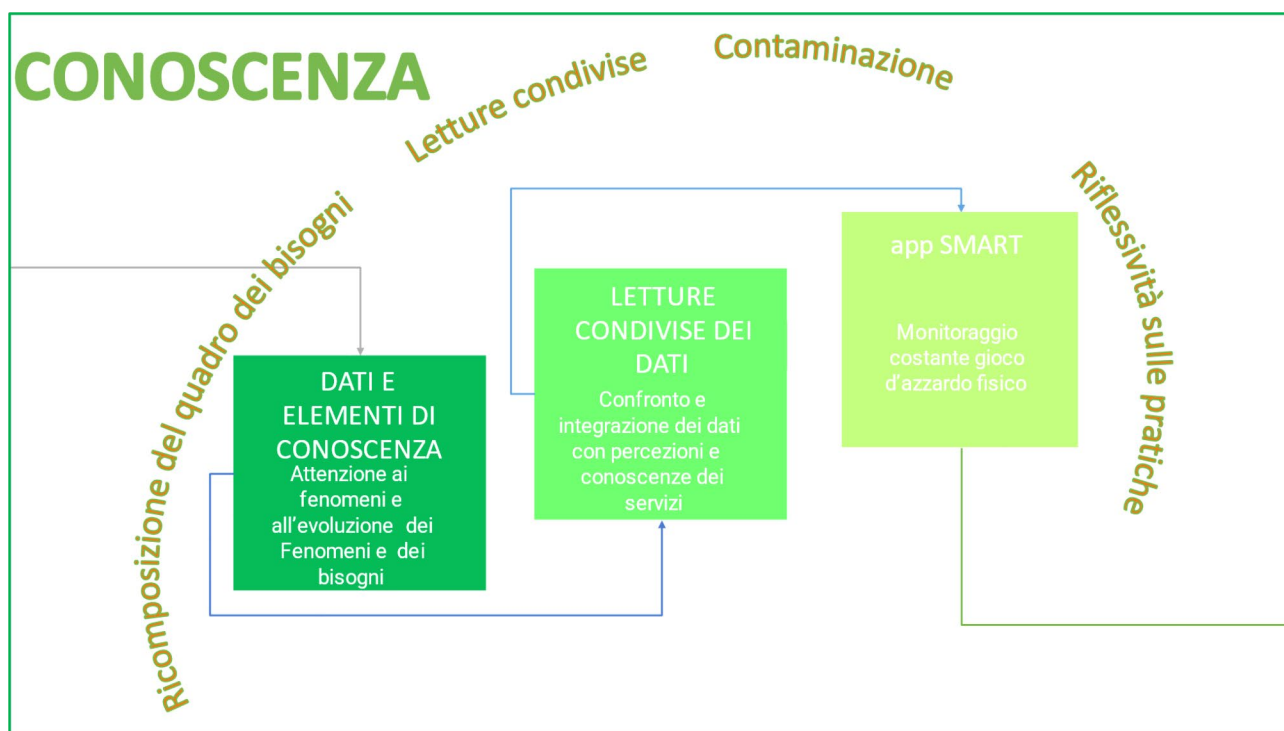 CONOSCENZA
Ricomposizione del quadro dei bisogni
Letture condivise
Contaminazione
Riflessività sulle pratiche
DATI E
ELEMENTI DI
CONOSCENZA
Attenzione ai
fenomeni e
all'evoluzione dei
Fenomeni e dei
bisogni
LETTURE
CONDIVISE DEI
DATI
Confronto e
integrazione dei dati
con percezioni e
conoscenze dei
servizi
app SMART
Monitoraggio
costante gioco
d'azzardo fisico